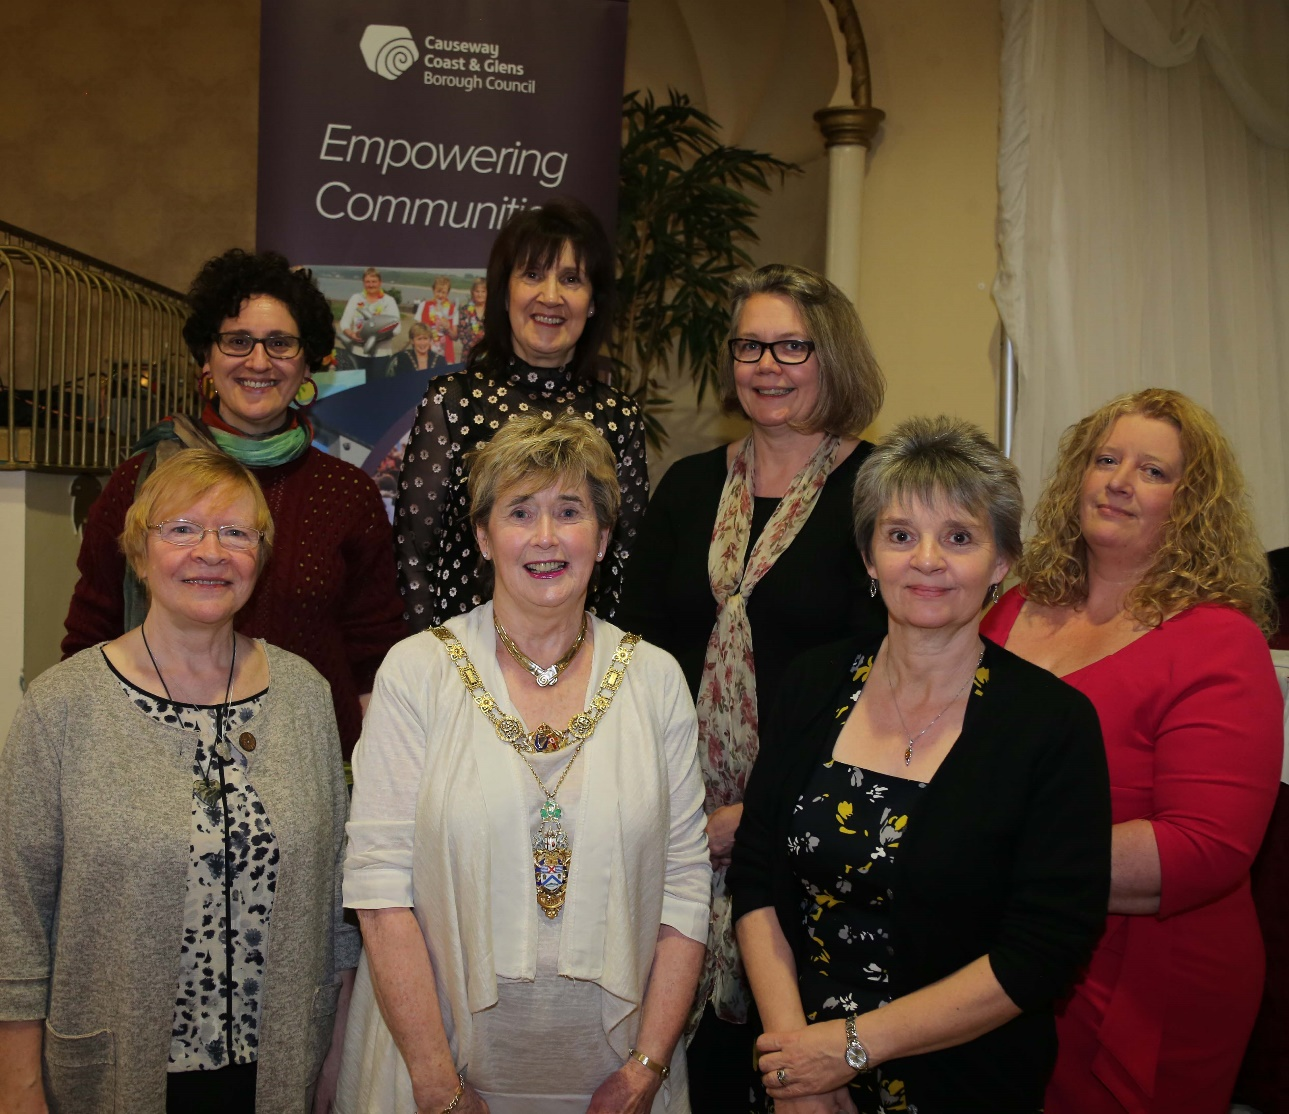 Causeway
Coast & Glens
Borough Council
Empowering